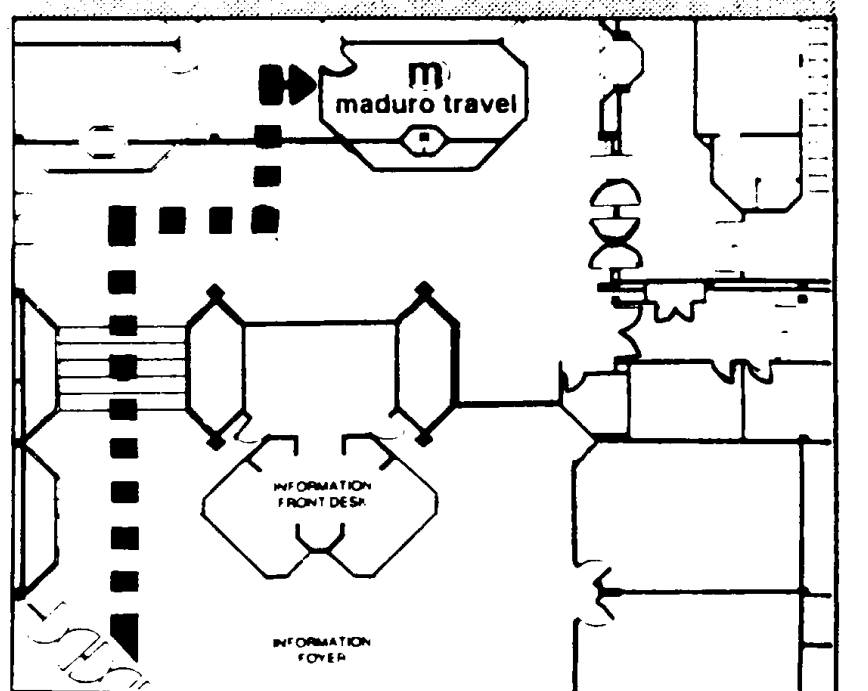 m
maduro travel
INFORMATION
FRONT DESK
INFORMATION
FOYER